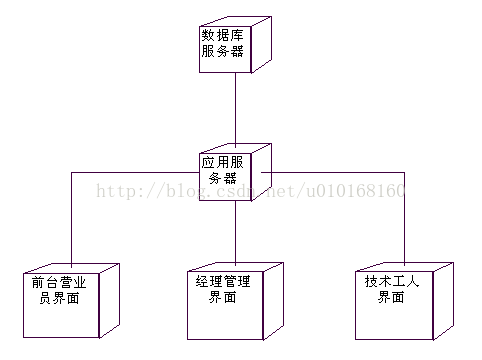 数据库
服务器
应用服
务器
http://blog.csdn.net/u010168160
前台营业
员界面
经理管理
界面
技术工人
界面